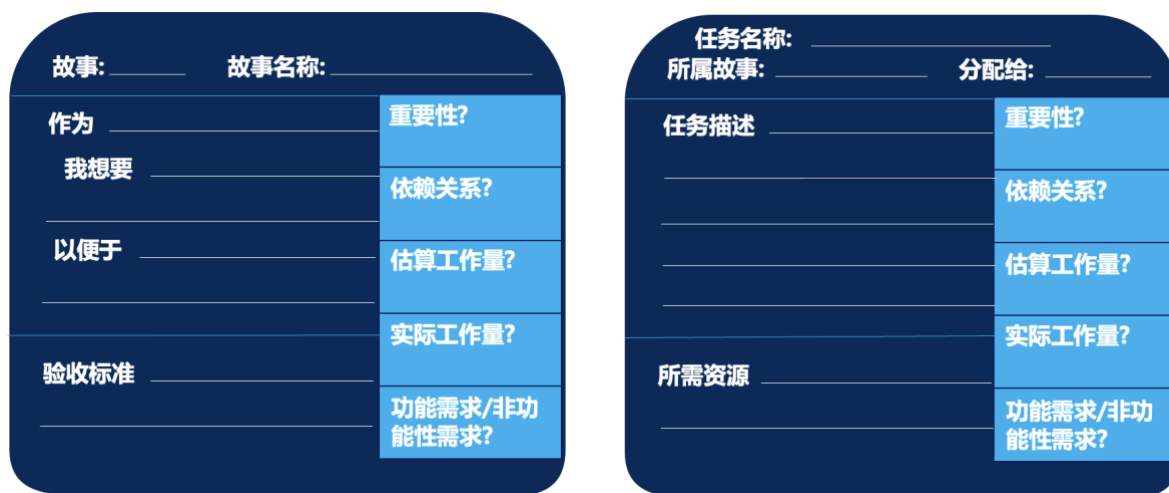 故事: 故事名称:
作为
我想要
以便于
验收标准
重要性?
依赖关系?
估算工作量?
实际工作量?
功能需求/非功
能性需求?
任务名称:
所属故事: 分配给:
任务描述
所需资源
重要性?
依赖关系?
估算工作量?
实际工作量?
功能需求/非功
能性需求?